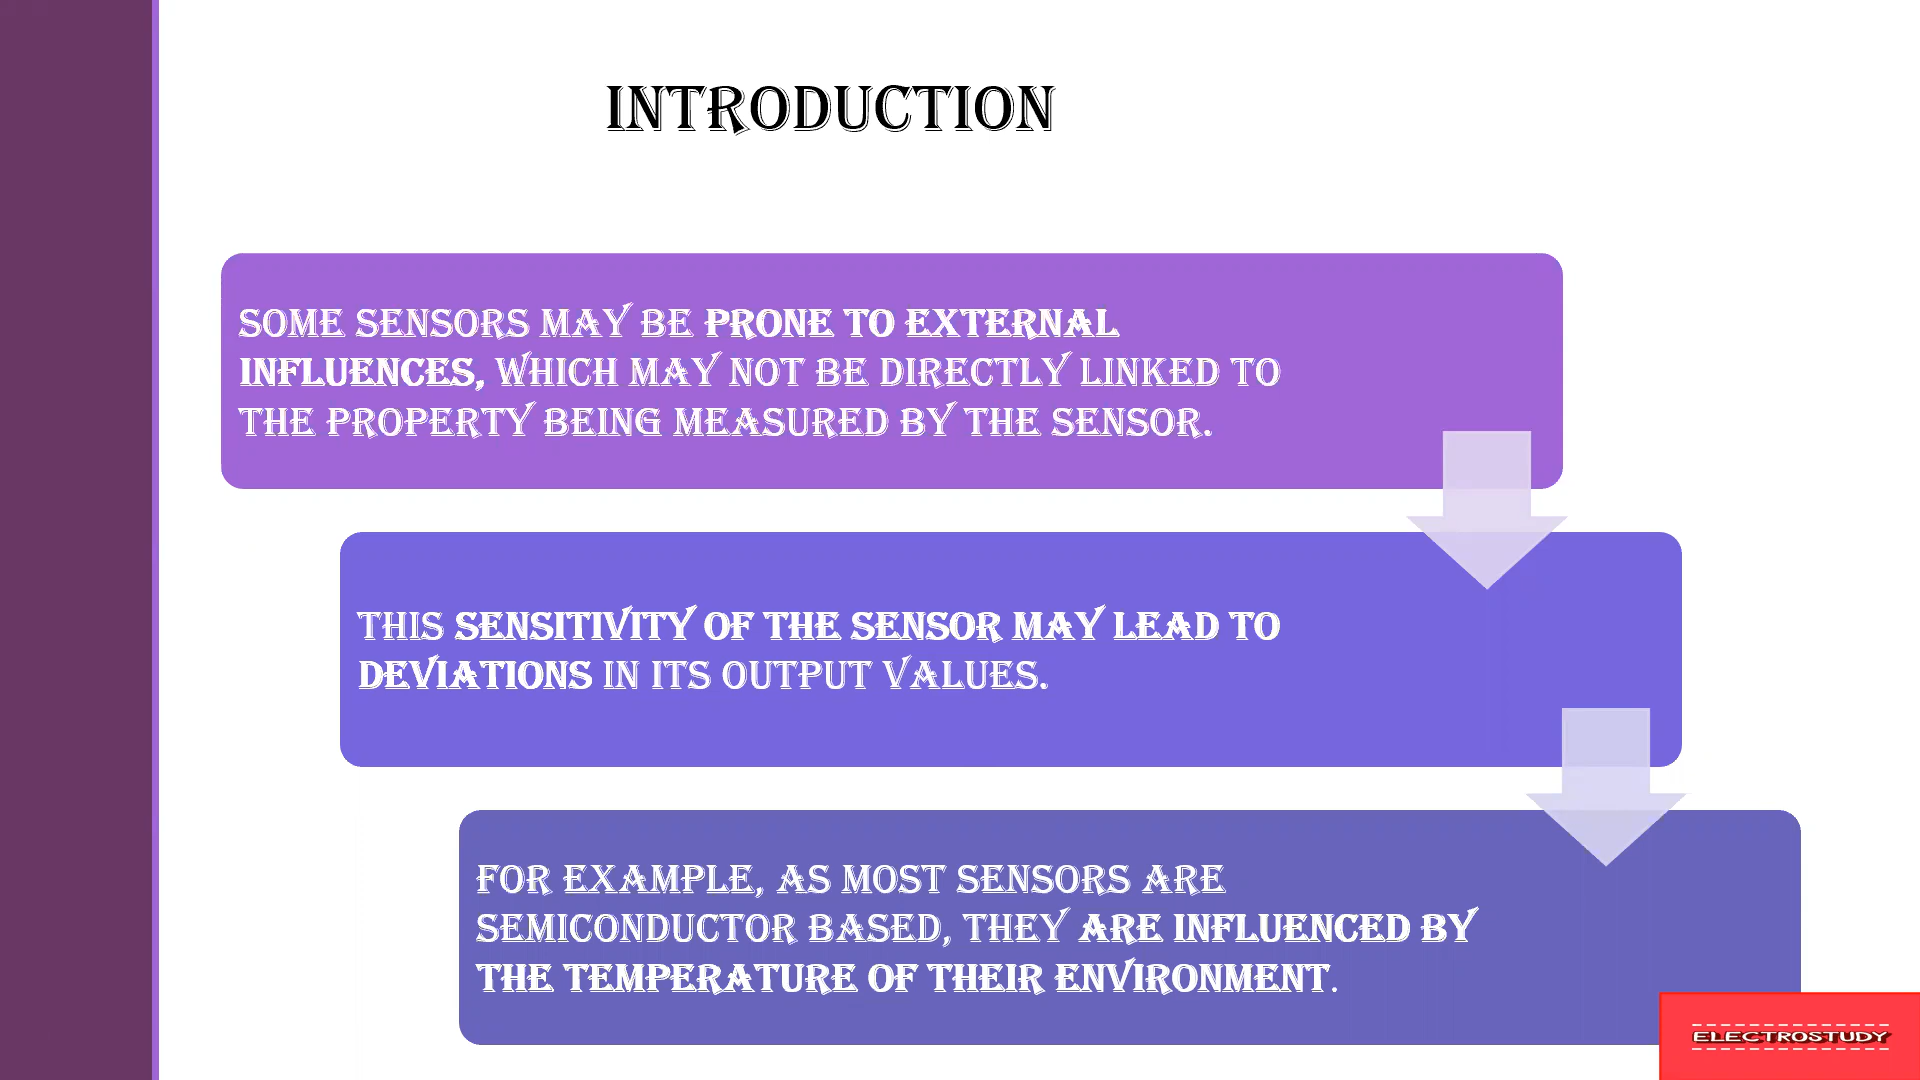 INTRODUCTION
SOME SENSORS MAY BE PRONE TO EXTERNAL
INFLUENCES, WHICH MAY NOT BE DIRECTLY LINKED TO
THE PROPERTY BEING MEASURED BY THE SENSOR.
THIS SENSITIVITY OF THE SENSOR MAY LEAD TO
DEVIATIONS IN ITS OUTPUT VALUES.
FOR EXAMPLE, AS MOST SENSORS ARE
SEMICONDUCTOR BASED, THEY ARE INFLUENCED BY
THE TEMPERATURE OF THEIR ENVIRONMENT.
ELECTROSTUDY